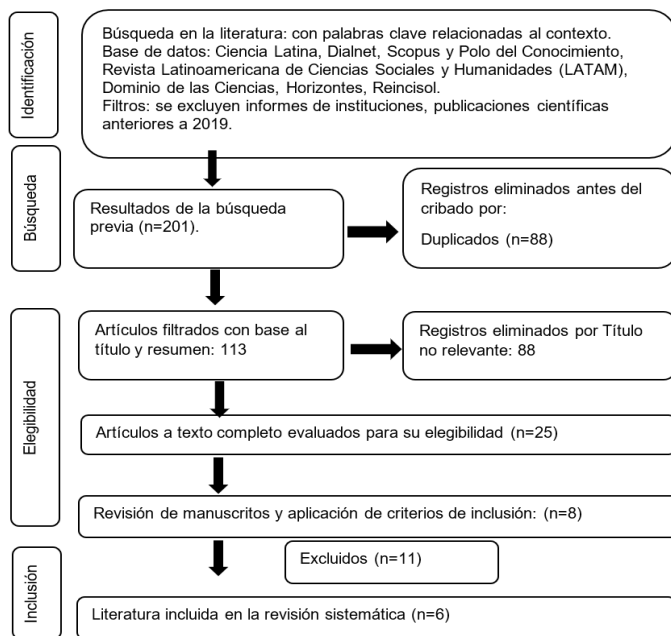 Identificación
Búsqueda en la literatura: con palabras clave relacionadas al contexto.
Base de datos: Ciencia Latina, Dialnet, Scopus y Polo del Conocimiento,
Revista Latinoamericana de Ciencias Sociales y Humanidades (LATAM),
Dominio de las Ciencias, Horizontes, Reincisol.
Filtros: se excluyen informes de instituciones, publicaciones científicas
anteriores a 2019.
Búsqueda
Resultados de la búsqueda
previa (n=201).
Registros eliminados antes del
cribado por:
Duplicados (n=88)
Elegibilidad
Artículos filtrados con base al
título y resumen: 113
Registros eliminados por Título
no relevante: 88
Artículos a texto completo evaluados para su elegibilidad (n=25)
Revisión de manuscritos y aplicación de criterios de inclusión: (n=8)
Inclusión
Excluidos (n=11)
Literatura incluida en la revisión sistemática (n=6)